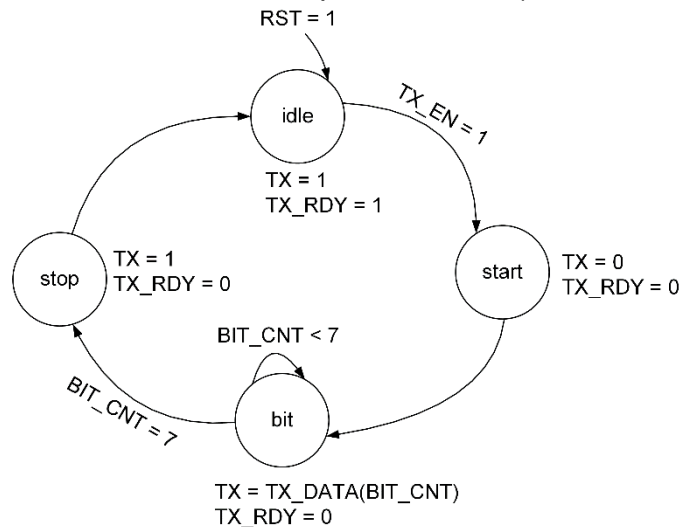 RST = 1
idle
TX_EN = 1
TX = 1
TX_RDY = 1
stop
TX = 1
TX_RDY = 0
start
TX = 0
TX_RDY = 0
BIT_CNT < 7
BIT_CNT = 7
bit
TX = TX_DATA(BIT_CNT)
TX_RDY = 0